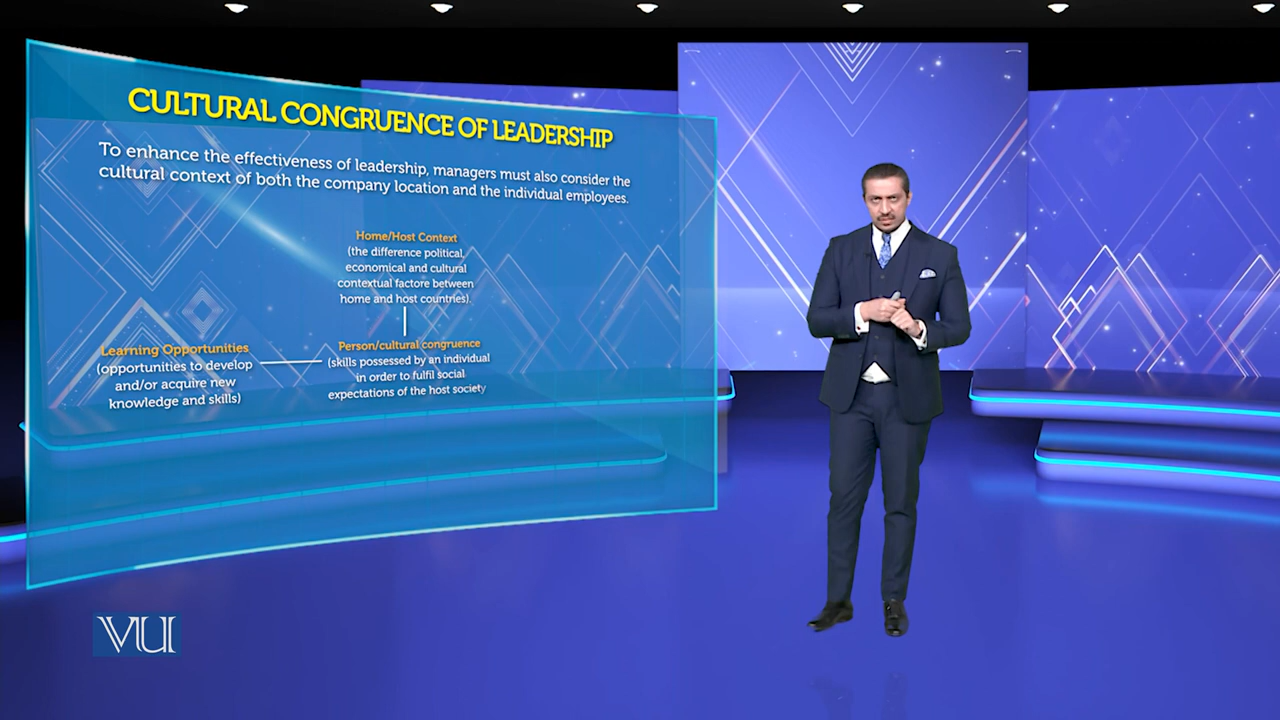 CULTURAL CONGRUENCE OF LEADERSHIP
To enhance the effectiveness of leadership, managers must also consider the
cultural context of both the company location and the individual employees.
Home/Host Context
(the difference political,
economical and cultural
contextual factore between
home and host countries).
Learning Opportunities
(opportunities to develop
and/or acquire new
knowledge and skills)
Person/cultural congruence
(skills possessed by an individual
in order to fulfil social
expectations of the host society
VU